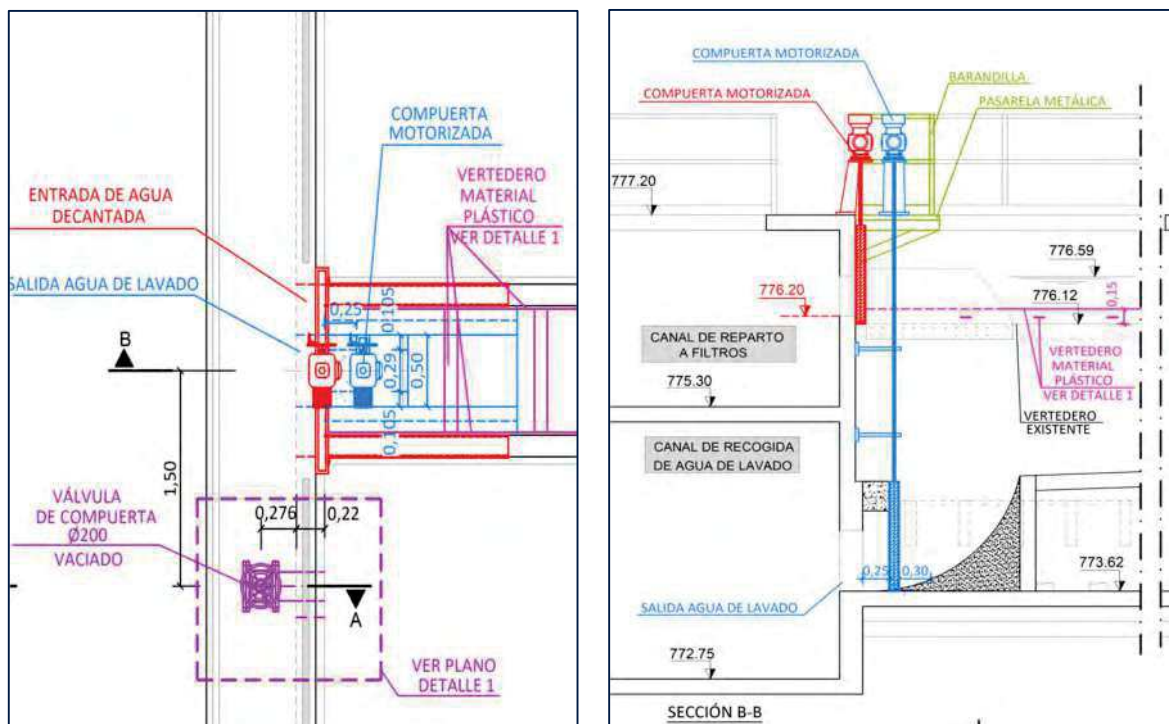 COMPUERTA
MOTORIZADA
ENTRADA DE AGUA
DECANTADA
VERTEDERO
MATERIAL
PLÁSTICO
VER DETALLE 1
SALIDA AGUA DE LAVADO
0,25
0,105
0,29
0,50
0,105
B
1,50
VÁLVULA
DE COMPUERTA
Ø200
VACIADO
0,276
0,22
A
VER PLANO
DETALLE 1
COMPUERTA MOTORIZADA
COMPUERTA MOTORIZADA
BARANDILLA
PASARELA METÁLICA
777.20
776.59
776.20
776.12
0,15
CANAL DE REPARTO
A FILTROS
VERTEDERO
MATERIAL
PLÁSTICO
VER DETALLE 1
775.30
VERTEDERO
EXISTENTE
CANAL DE RECOGIDA
DE AGUA DE LAVADO
0,25
0,30
773.62
SALIDA AGUA DE LAVADO
772.75
SECCIÓN B-B